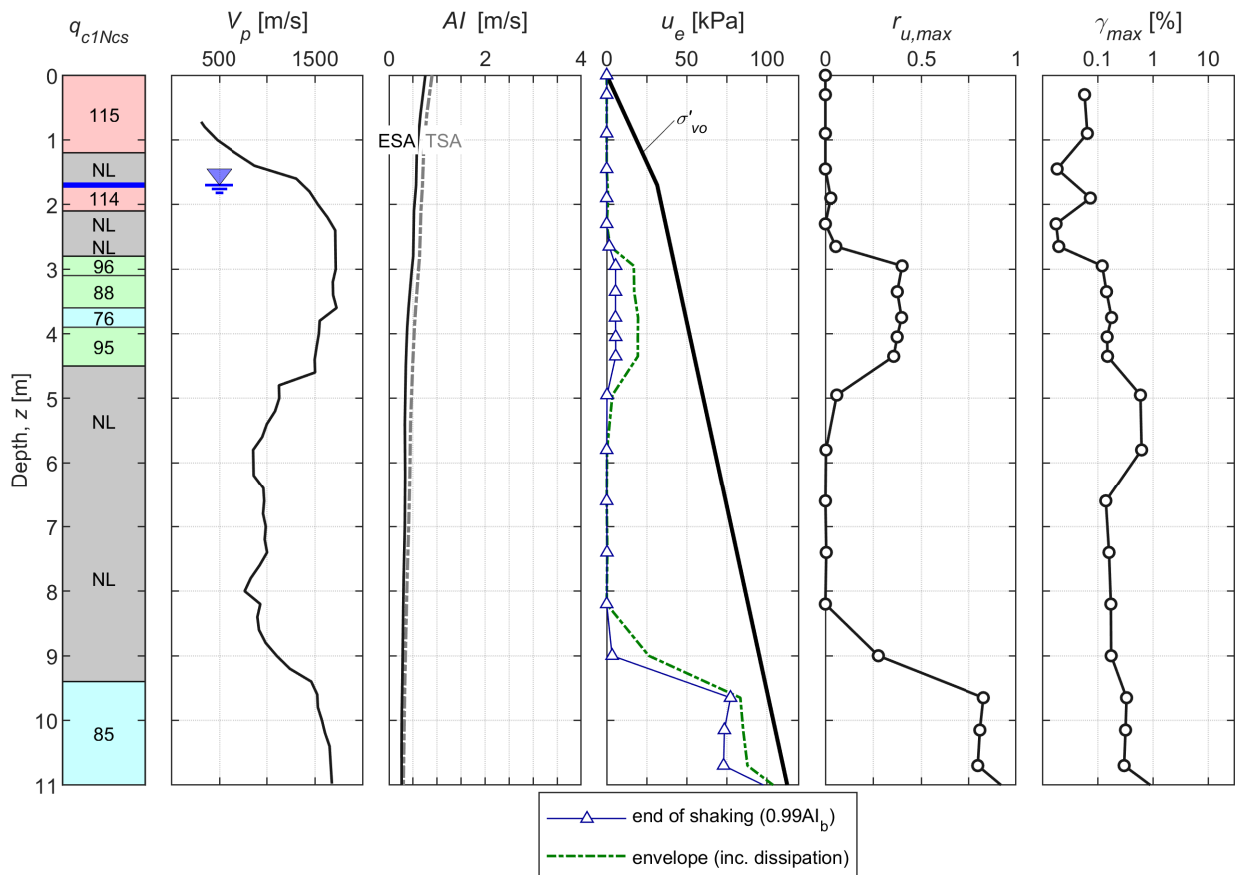 q_c1Ncs
V_p [m/s]
AI [m/s]
u_e [kPa]
r_u,max
γ_max [%]
500 1500
0 2 4
0 50 100
0 0.5 1
0.1 1 10
0
1
2
3
4
5
6
7
8
9
10
11
Depth, z [m]
115
NL
114
NL
NL
96
88
76
95
NL
NL
85
ESA
TSA
σ'_vo
end of shaking (0.99AI_b)
envelope (inc. dissipation)